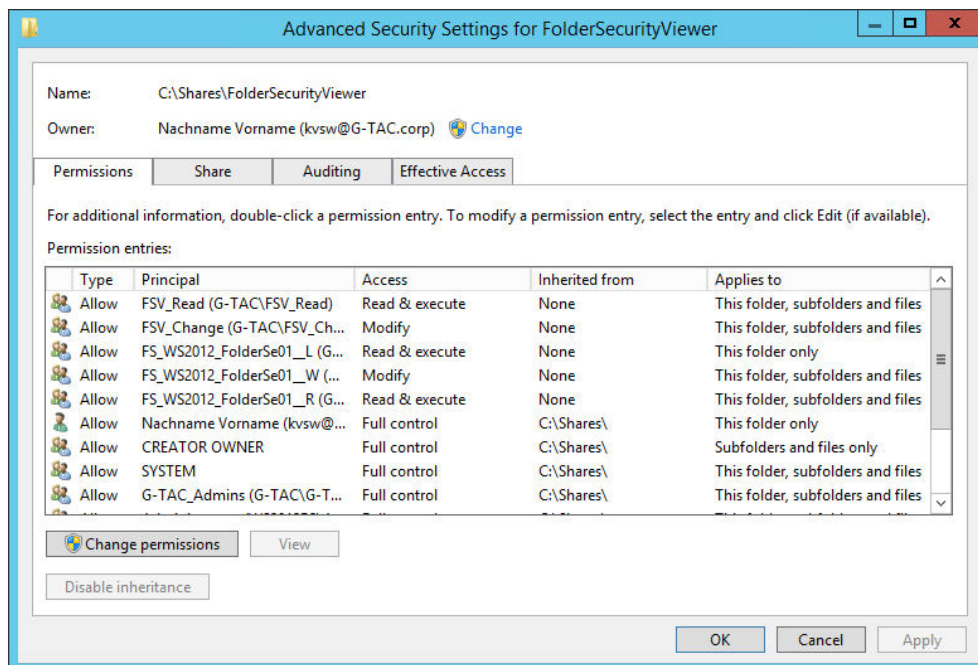 Advanced Security Settings for FolderSecurityViewer
Name: C:\Shares\FolderSecurityViewer
Owner: Nachname Vorname (kvsw@G-TAC.corp) Change
Permissions Share Auditing Effective Access
For additional information, double-click a permission entry. To modify a permission entry, select the entry and click Edit (if available).
Permission entries:
Type Principal Access Inherited from Applies to
Allow FSV_Read (G-TAC\FSV_Read) Read & execute None This folder, subfolders and files
Allow FSV_Change (G-TAC\FSV_Ch... Modify None This folder, subfolders and files
Allow FS_WS2012_FolderSe01__L (G... Read & execute None This folder only
Allow FS_WS2012_FolderSe01__W (... Modify None This folder, subfolders and files
Allow FS_WS2012_FolderSe01__R (G... Read & execute None This folder, subfolders and files
Allow Nachname Vorname (kvsw@... Full control C:\Shares\ This folder only
Allow CREATOR OWNER Full control C:\Shares\ Subfolders and files only
Allow SYSTEM Full control C:\Shares\ This folder, subfolders and files
Allow G-TAC_Admins (G-TAC\G-T... Full control C:\Shares\ This folder, subfolders and files
Change permissions View
Disable inheritance
OK Cancel Apply